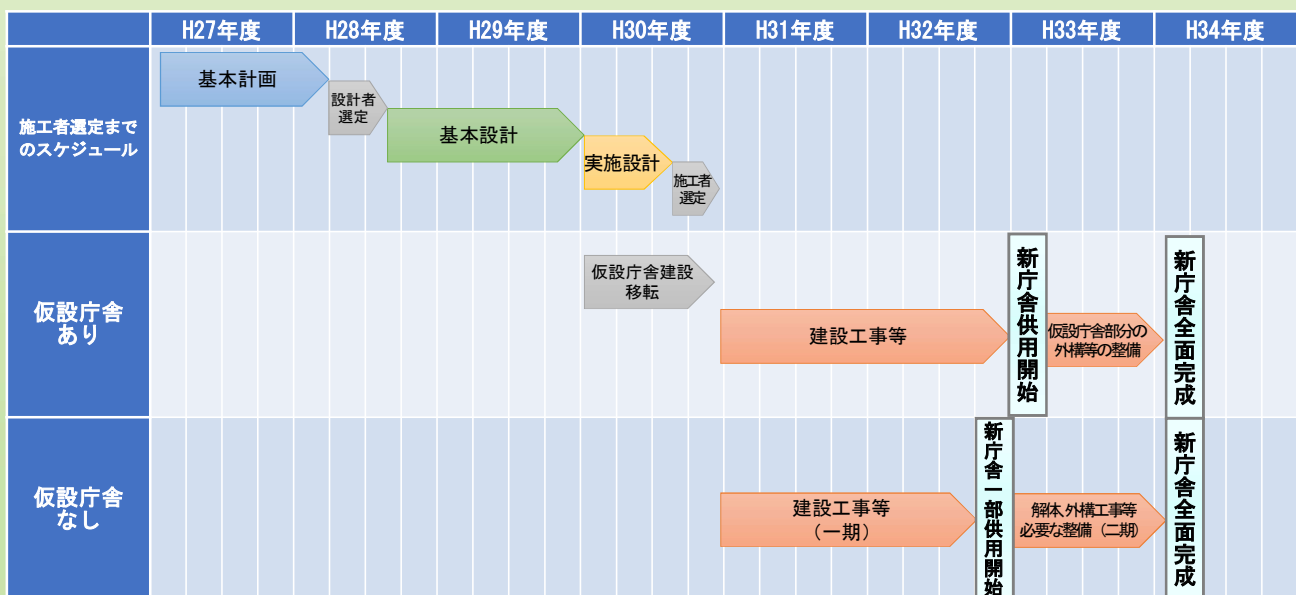 H27年度
H28年度
H29年度
H30年度
H31年度
H32年度
H33年度
H34年度
施工者選定まで
のスケジュール
基本計画
設計者
選定
基本設計
実施設計
施工者
選定
仮設庁舎
あり
仮設庁舎建設
移転
建設工事等
新庁舎供用開始
仮設庁舎部分の
外構等の整備
新庁舎全面完成
仮設庁舎
なし
建設工事等
（一期）
新庁舎一部供用開始
解体、外構工事等
必要な整備（二期）
新庁舎全面完成